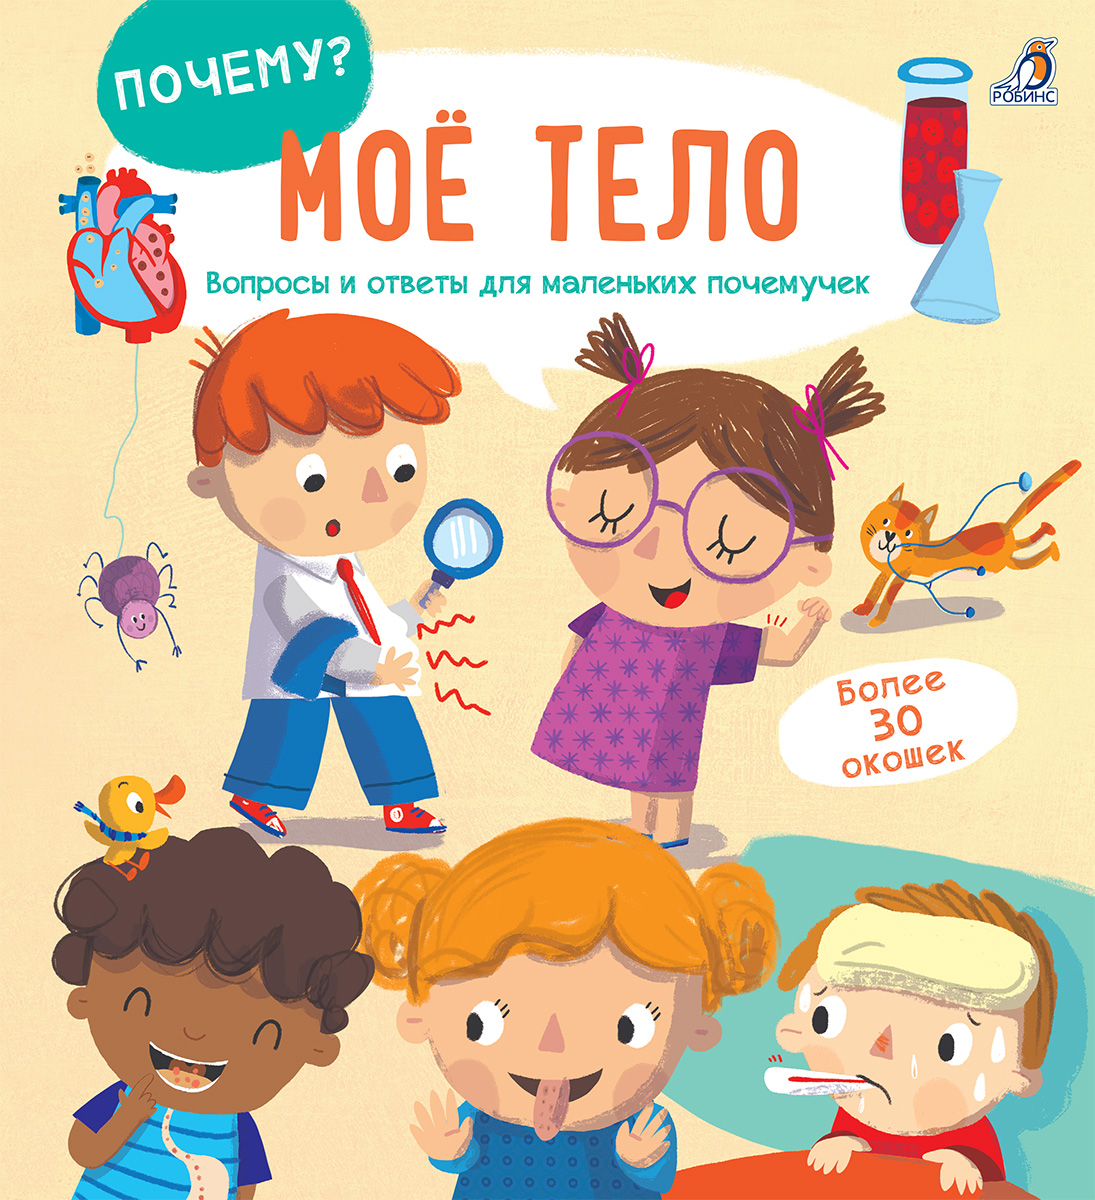 ПОЧЕМУ?
РОБИНС
МОЁ ТЕЛО
Вопросы и ответы для маленьких почемучек
Более
30
окошек